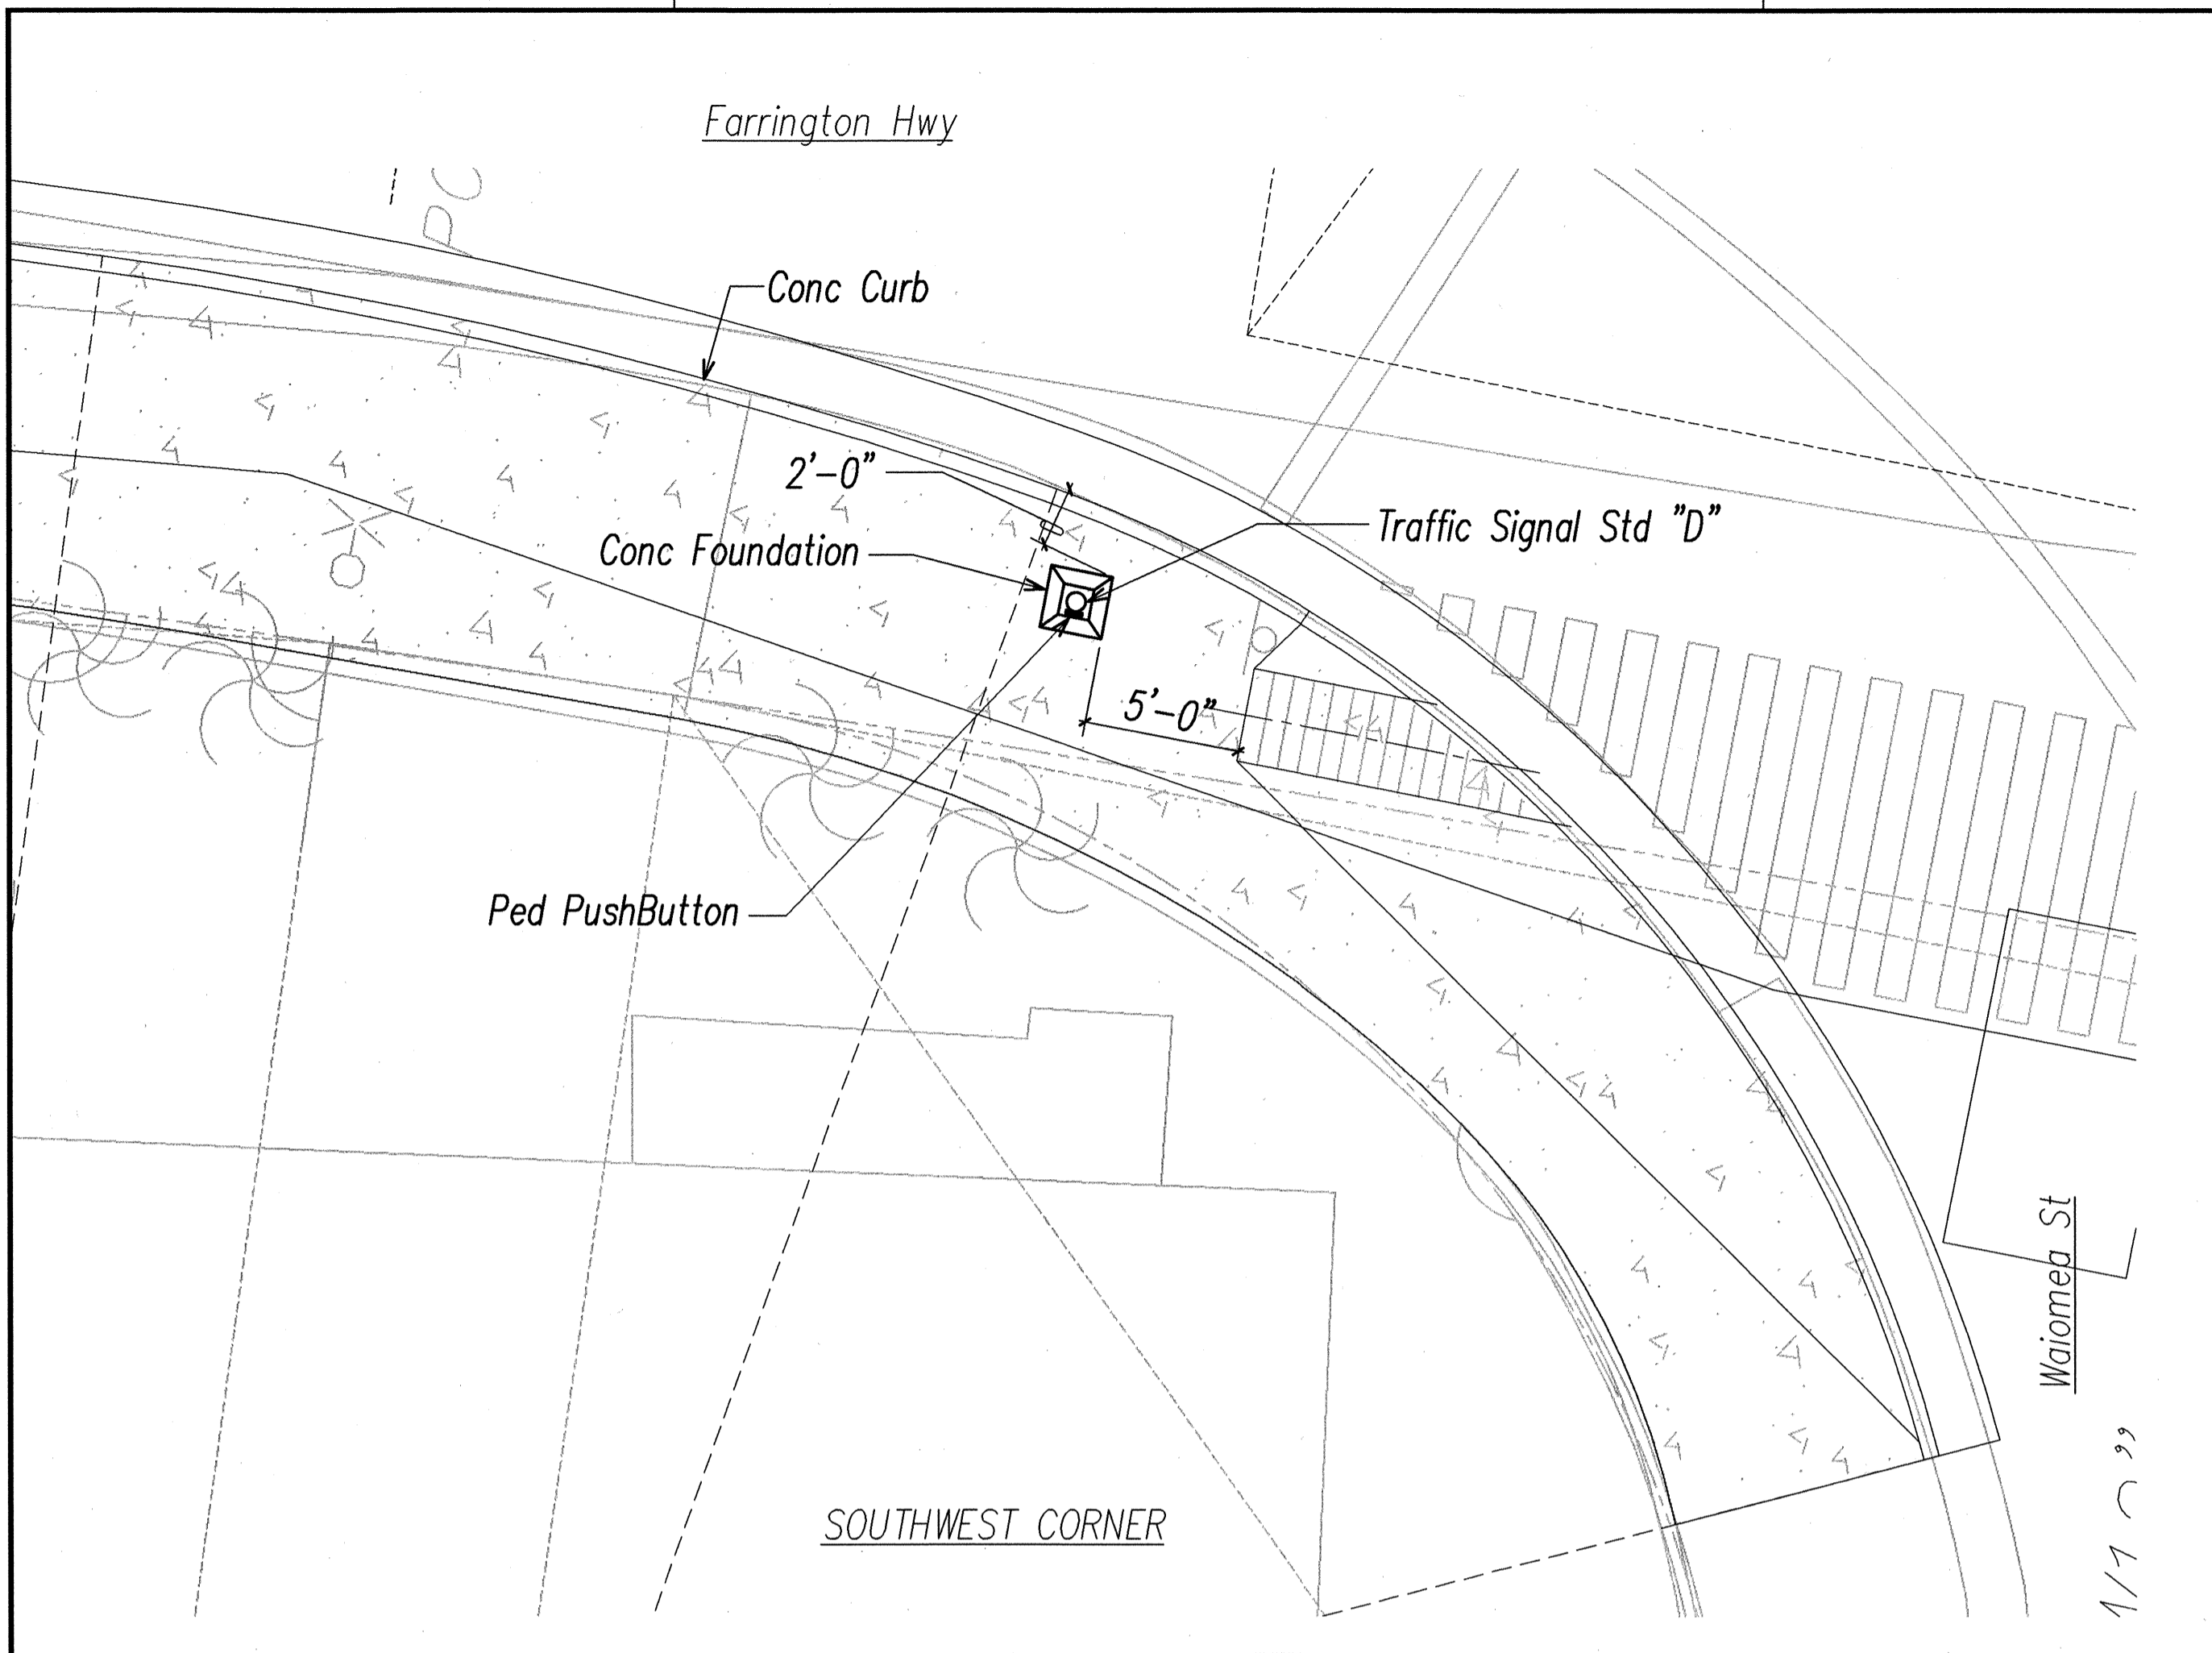 Farrington Hwy
PC
Conc Curb
2'-0"
Traffic Signal Std "D"
Conc Foundation
5'-0"
Ped PushButton
Waiomea St
SOUTHWEST CORNER